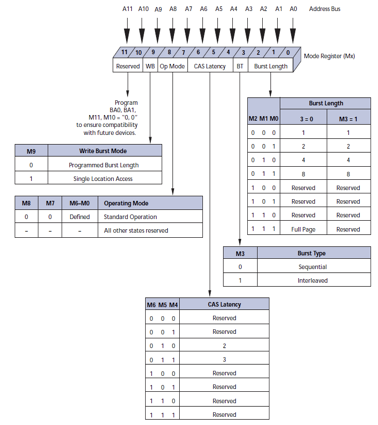 A11 A10 A9 A8 A7 A6 A5 A4 A3 A2 A1 A0 Address Bus
11 10 9 8 7 6 5 4 3 2 1 0
Mode Register (Mx)
Reserved WB Op Mode CAS Latency BT Burst Length
Program
BA0, BA1,
M11, M10 = "0, 0"
to ensure compatibility
with future devices.
Burst Length
M2 M1 M0 3 = 0 M3 = 1
0 0 0 1 1
0 0 1 2 2
0 1 0 4 4
0 1 1 8 8
1 0 0 Reserved Reserved
1 0 1 Reserved Reserved
1 1 0 Reserved Reserved
1 1 1 Full Page Reserved
M9 Write Burst Mode
0 Programmed Burst Length
1 Single Location Access
M8 M7 M6-M0 Operating Mode
0 0 Defined Standard Operation
– – – All other states reserved
M3 Burst Type
0 Sequential
1 Interleaved
M6 M5 M4 CAS Latency
0 0 0 Reserved
0 0 1 Reserved
0 1 0 2
0 1 1 3
1 0 0 Reserved
1 0 1 Reserved
1 1 0 Reserved
1 1 1 Reserved